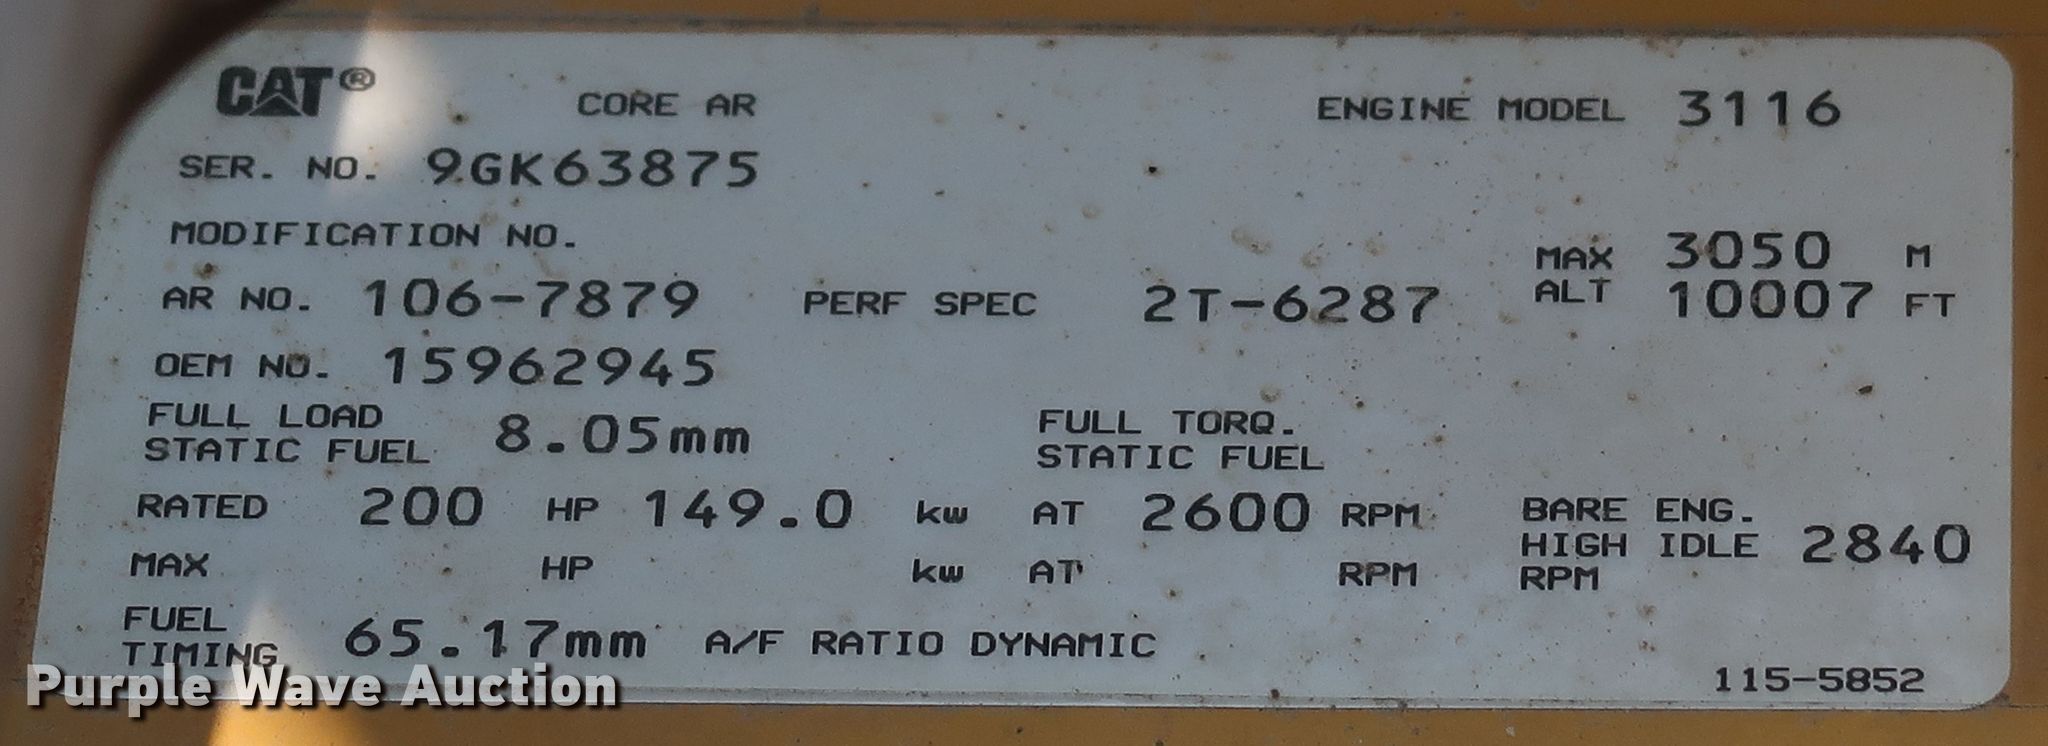 CAT® CORE AR ENGINE MODEL 3116
SER. NO. 9GK63875
MODIFICATION NO.
MAX ALT 3050 M
10007 FT
AR NO. 106-7879 PERF SPEC 2T-6287
OEM NO. 15962945
FULL LOAD
STATIC FUEL 8.05mm
FULL TORQ.
STATIC FUEL
RATED 200 HP 149.0 kw AT 2600 RPM
MAX HP kw AT RPM
BARE ENG.
HIGH IDLE 2840
RPM
FUEL
TIMING 65.17mm A/F RATIO DYNAMIC
115-5852
Purple Wave Auction